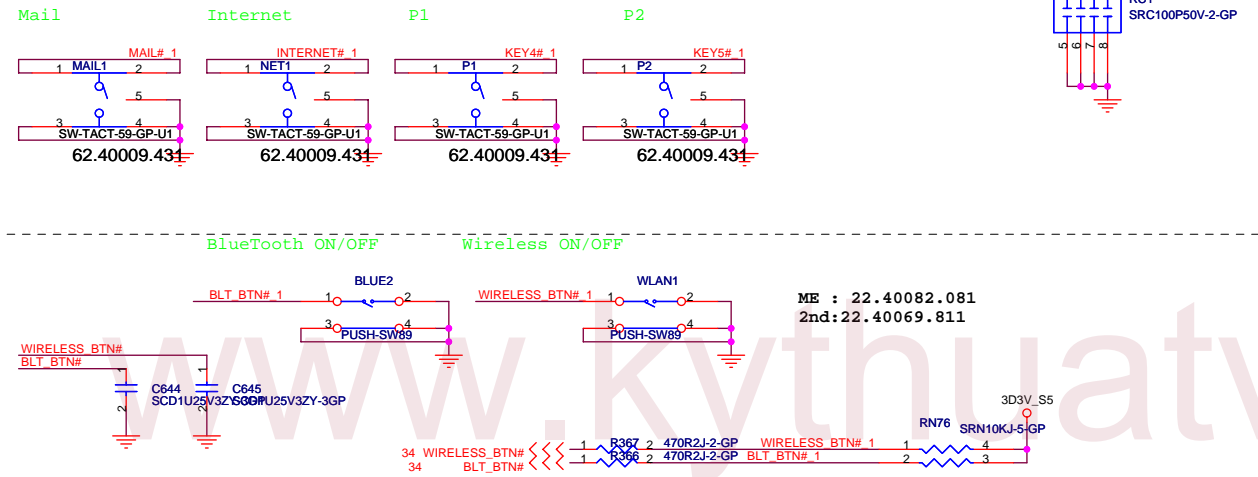 Mail Internet P1 P2
SRC100P50V-2-GP
5 6 7 8
MAIL#_1 INTERNET#_1 KEY4#_1 KEY5#_1
1 MAIL1 2 1 NET1 2 1 P1 2 1 P2 2
5 5 5 5
3 4 3 4 3 4 3 4
SW-TACT-59-GP-U1 SW-TACT-59-GP-U1 SW-TACT-59-GP-U1 SW-TACT-59-GP-U1
62.40009.431 62.40009.431 62.40009.431 62.40009.431
BlueTooth ON/OFF Wireless ON/OFF
BLUE2 WLAN1
BLT_BTN#_1 1 2 WIRELESS_BTN#_1 1 2
ME : 22.40082.081
2nd:22.40069.811
3 4 3 4
PUSH-SW89 PUSH-SW89
WIRELESS_BTN#
BLT_BTN#
1 1
C644 C645
SCD1U25V3ZY-3GP SCD1U25V3ZY-3GP
2 2
www.kythuatv
3D3V_S5
RN76 SRN10KJ-5-GP
34 WIRELESS_BTN# 1 R367 2 470R2J-2-GP WIRELESS_BTN#_1 1 4
34 BLT_BTN# 1 R366 2 470R2J-2-GP BLT_BTN#_1 2 3